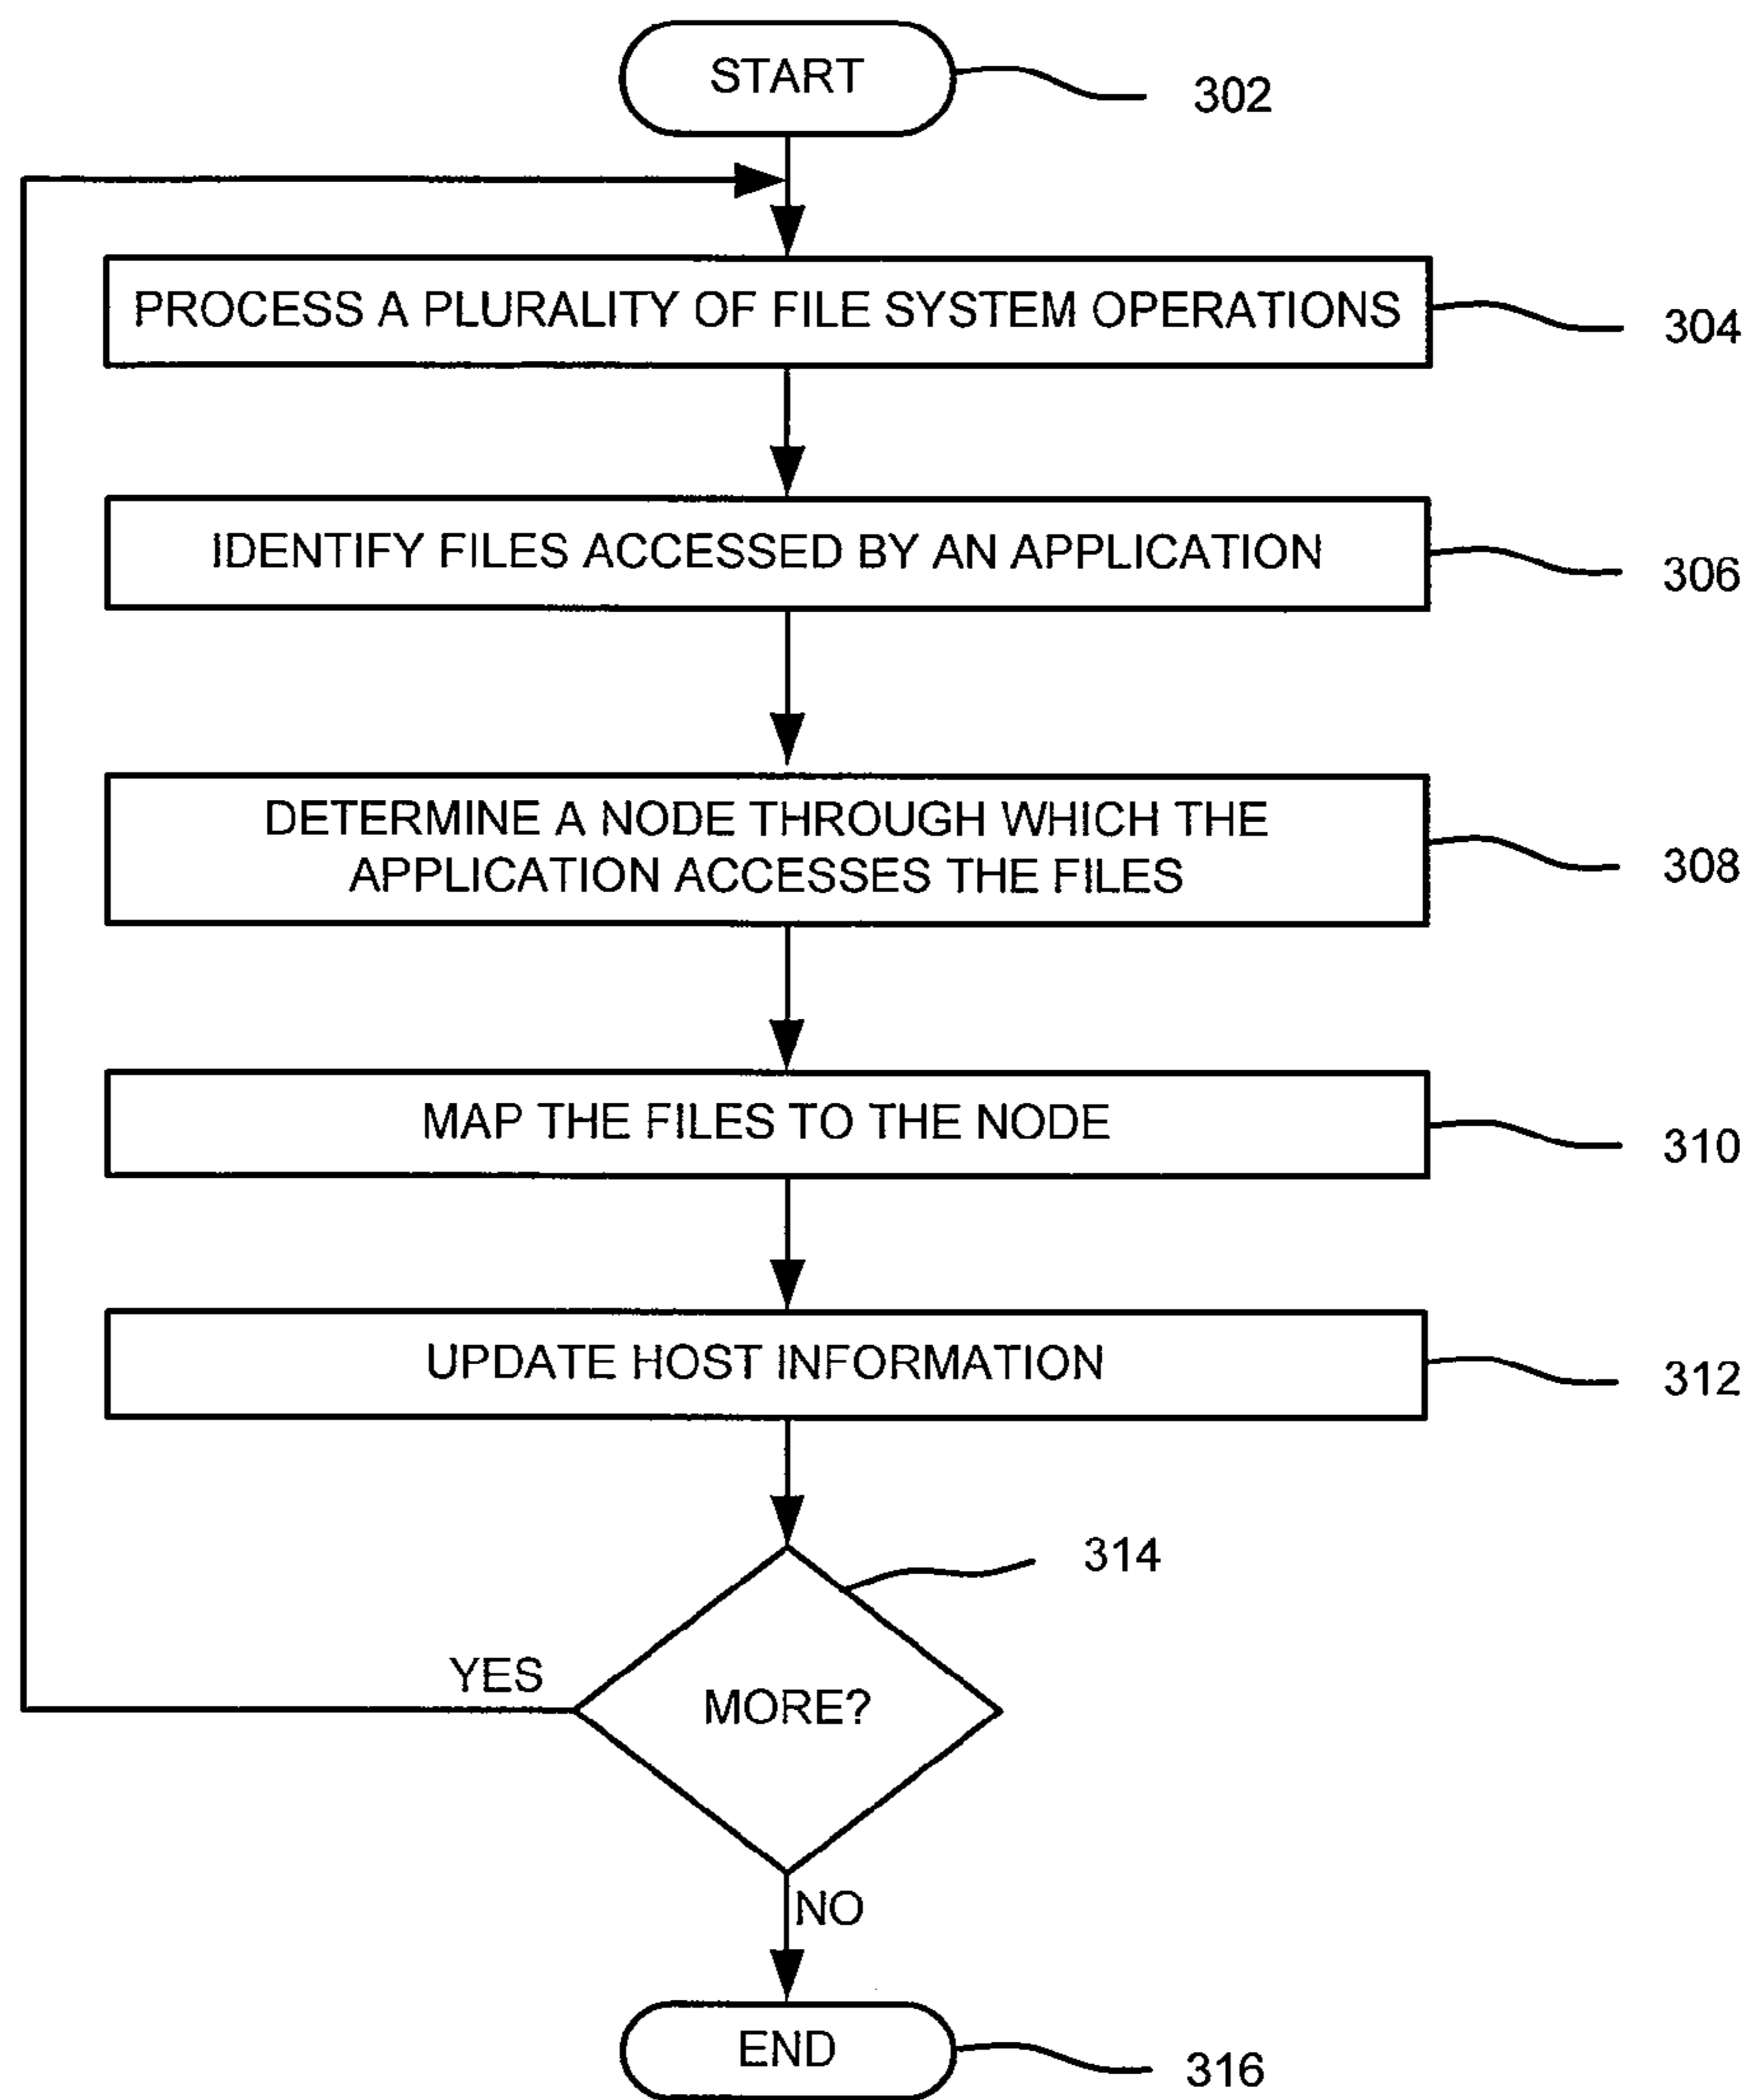 START
302
PROCESS A PLURALITY OF FILE SYSTEM OPERATIONS
304
IDENTIFY FILES ACCESSED BY AN APPLICATION
306
DETERMINE A NODE THROUGH WHICH THE
APPLICATION ACCESSES THE FILES
308
MAP THE FILES TO THE NODE
310
UPDATE HOST INFORMATION
312
314
YES
MORE?
NO
END
316